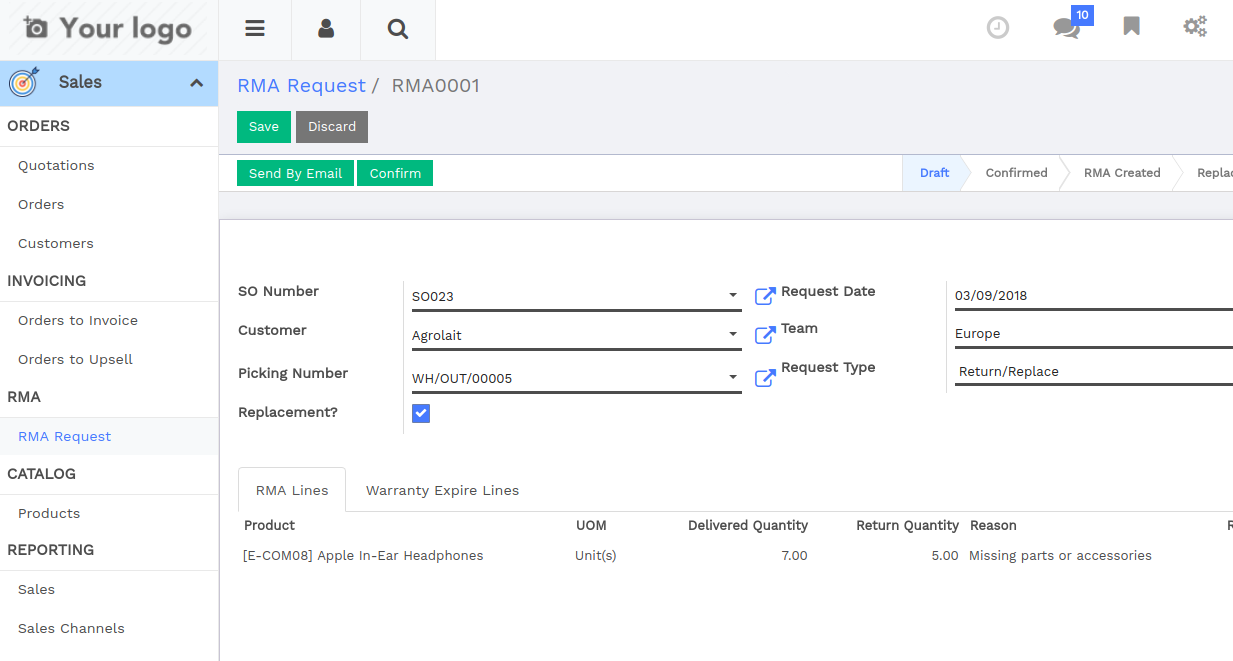 Your logo
10
Sales
RMA Request / RMA0001
Save Discard
ORDERS
Quotations
Orders
Customers
INVOICING
Orders to Invoice
Orders to Upsell
RMA
RMA Request
CATALOG
Products
REPORTING
Sales
Sales Channels
Send By Email Confirm
Draft Confirmed RMA Created
SO Number SO023 Request Date 03/09/2018
Customer Agrolait Team Europe
Picking Number WH/OUT/00005 Request Type Return/Replace
Replacement?
RMA Lines Warranty Expire Lines
Product UOM Delivered Quantity Return Quantity Reason
[E-COM08] Apple In-Ear Headphones Unit(s) 7.00 5.00 Missing parts or accessories